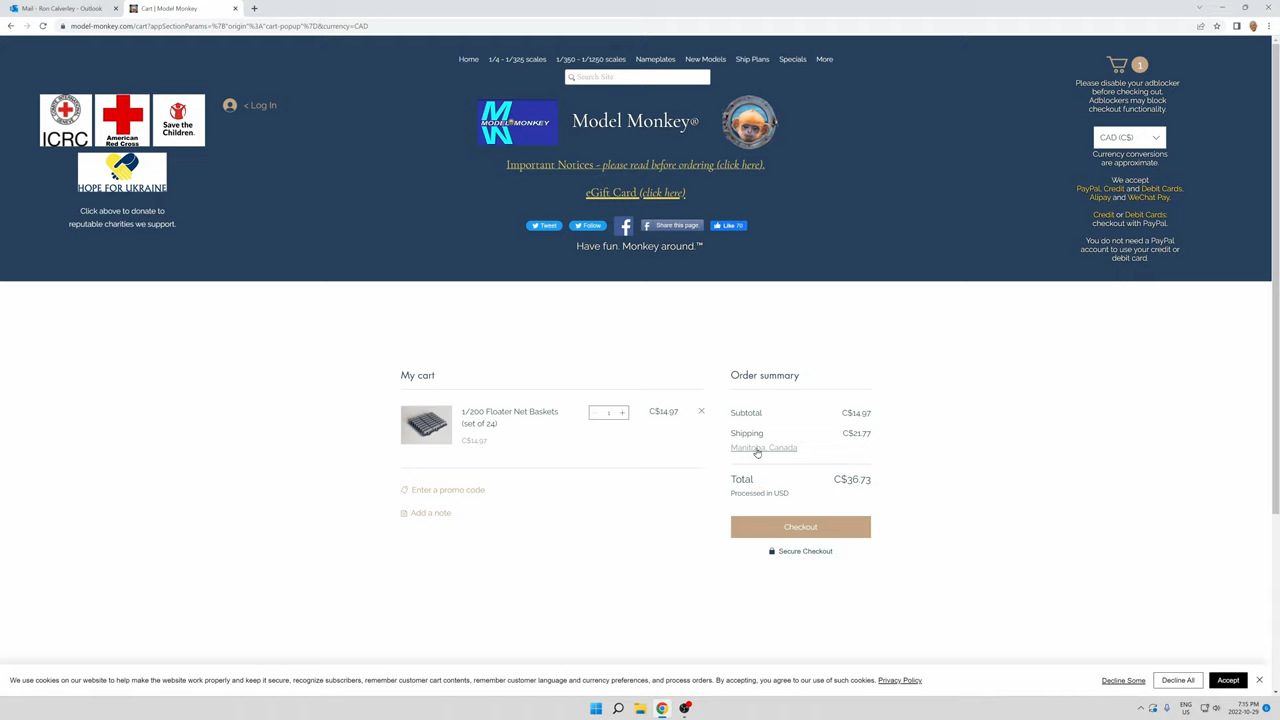 Mail - Ron Calverley - Outlook
Cart | Model Monkey
model-monkey.com/cart?appSectionParams=%7B"origin"%3A"cart-popup"%7D&currency=CAD
Home
1/4 - 1/325 scales
1/350 - 1/1250 scales
Nameplates
New Models
Ship Plans
Specials
More
Search Site
1
Please disable your adblocker
before checking out.
Adblockers may block
checkout functionality.
ICRC
American
Red Cross
Save the
Children.
< Log In
MODEL MONKEY
Model Monkey®
CAD (C$)
Currency conversions
are approximate.
HOPE FOR UKRAINE
Important Notices - please read before ordering (click here).
eGift Card (click here)
We accept
PayPal, Credit and Debit Cards,
Alipay and WeChat Pay.
Click above to donate to
reputable charities we support.
Credit or Debit Cards:
checkout with PayPal.
Tweet
Follow
Share this page
Like 70
Have fun. Monkey around.™
You do not need a PayPal
account to use your credit or
debit card.
My cart
1/200 Floater Net Baskets
(set of 24)
C$14.97
1
C$14.97
Enter a promo code
Add a note
Order summary
Subtotal C$14.97
Shipping C$21.77
Manitoba, Canada
Total C$36.73
Processed in USD
Checkout
Secure Checkout
We use cookies on our website to help make the website work properly and keep it secure, recognize subscribers, remember customer cart contents, remember customer language and currency preferences, and process orders. By accepting, you agree to our use of such cookies. Privacy Policy
Decline Some
Decline All
Accept
ENG
US
7:15 PM
2022-10-29